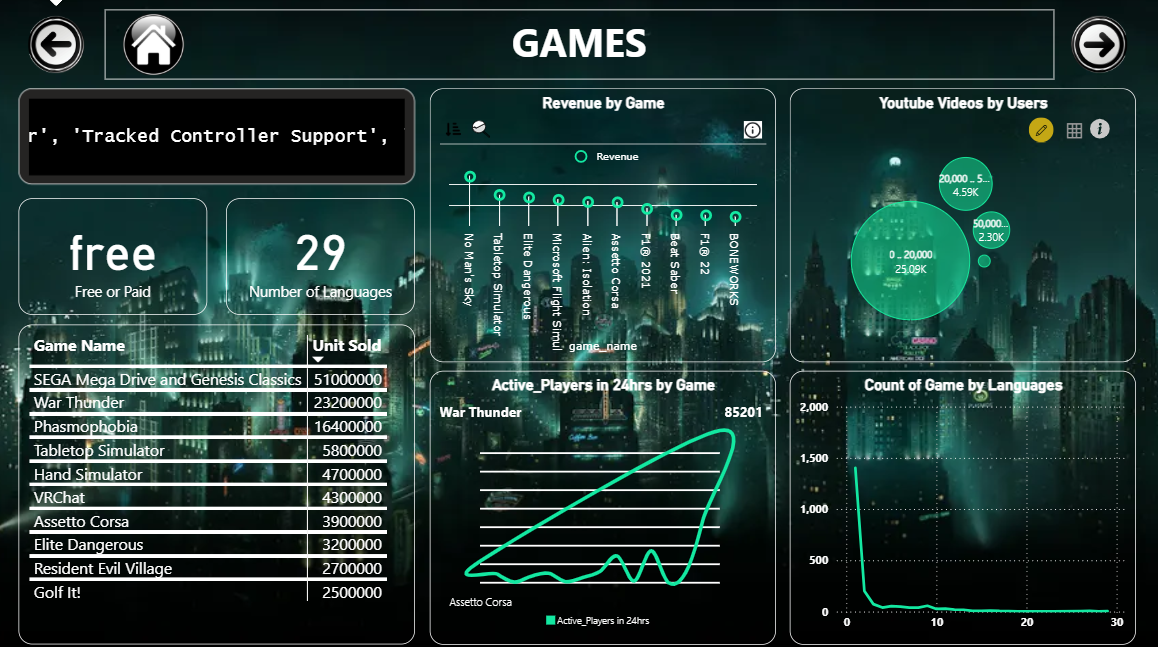 GAMES
r', 'Tracked Controller Support',
free
Free or Paid
29
Number of Languages
Game Name Unit Sold
SEGA Mega Drive and Genesis Classics 51000000
War Thunder 23200000
Phasmophobia 16400000
Tabletop Simulator 5800000
Hand Simulator 4700000
VRChat 4300000
Assetto Corsa 3900000
Elite Dangerous 3200000
Resident Evil Village 2700000
Golf It! 2500000
Revenue by Game
Revenue
No Man's Sky
Tabletop Simulator
Elite Dangerous
Microsoft Flight Simul
Alien: Isolation
Assetto Corsa
F1® 2021
Beat Saber
F1® 22
BONEWORKS
game_name
Youtube Videos by Users
20,000 – 5...
4.59K
50,000...
2.30K
0 – 20,000
25.09K
CASINO
Active_Players in 24hrs by Game
War Thunder 85201
Assetto Corsa
Active_Players in 24hrs
Count of Game by Languages
2,000
1,500
1,000
500
0
0 10 20 30